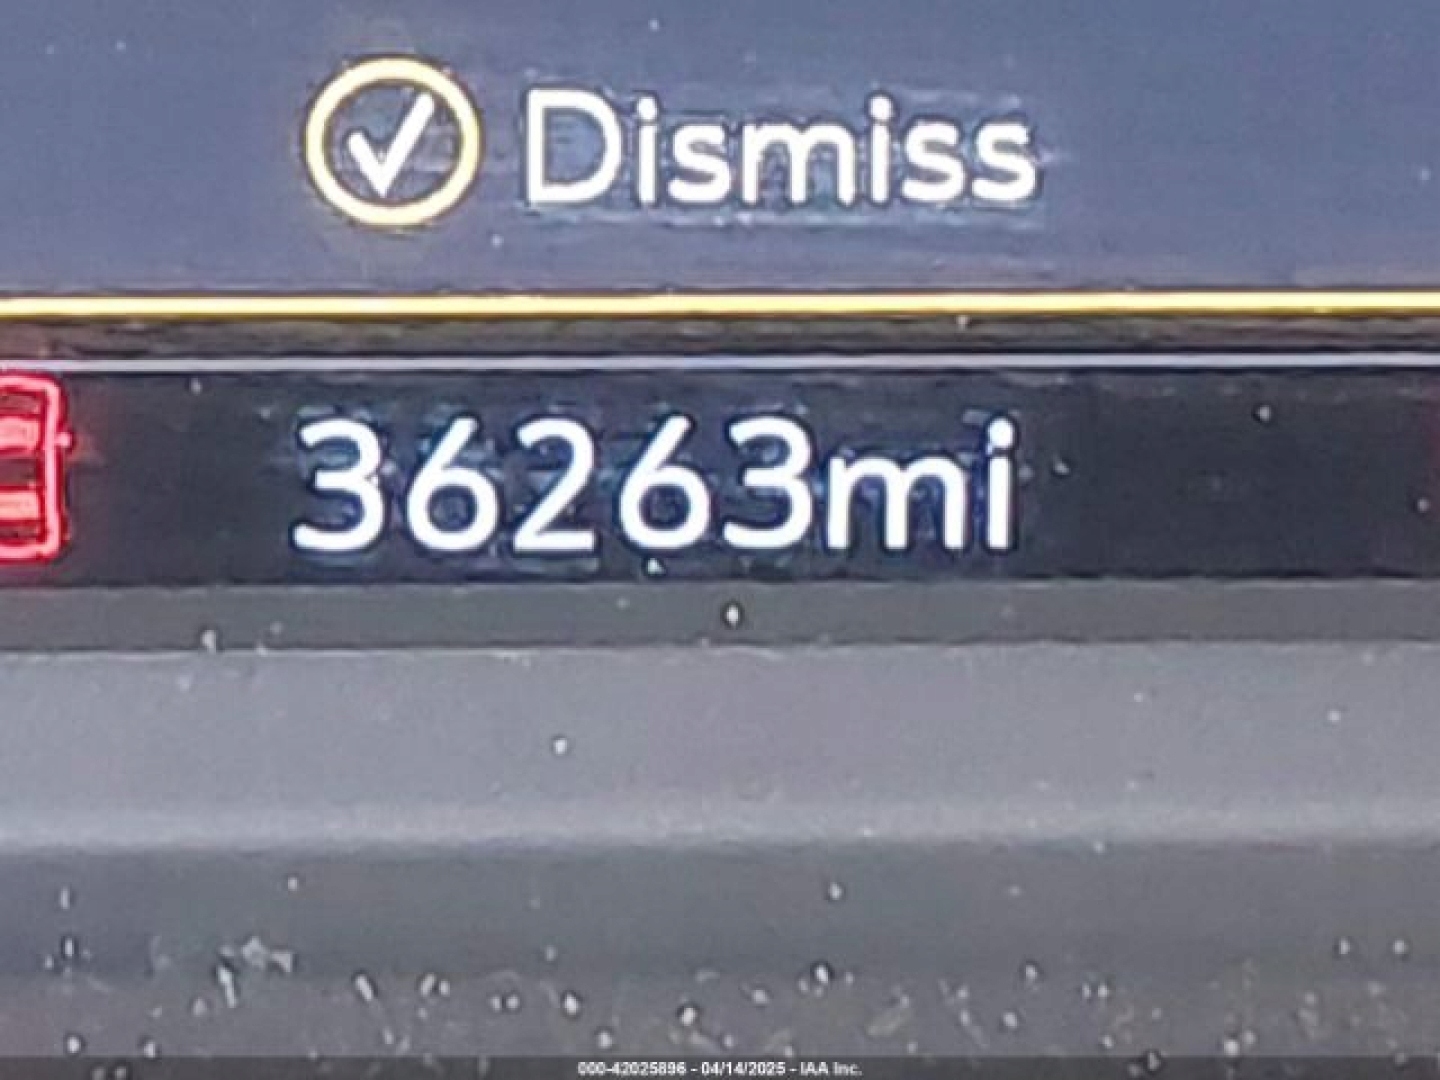 Dismiss
36263mi
000-42025896 - 04/14/2025 - IAA Inc.